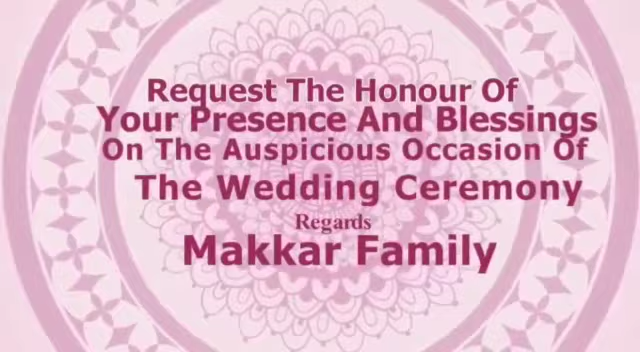 Request The Honour Of
Your Presence And Blessings
On The Auspicious Occasion Of
The Wedding Ceremony
Regards
Makkar Family